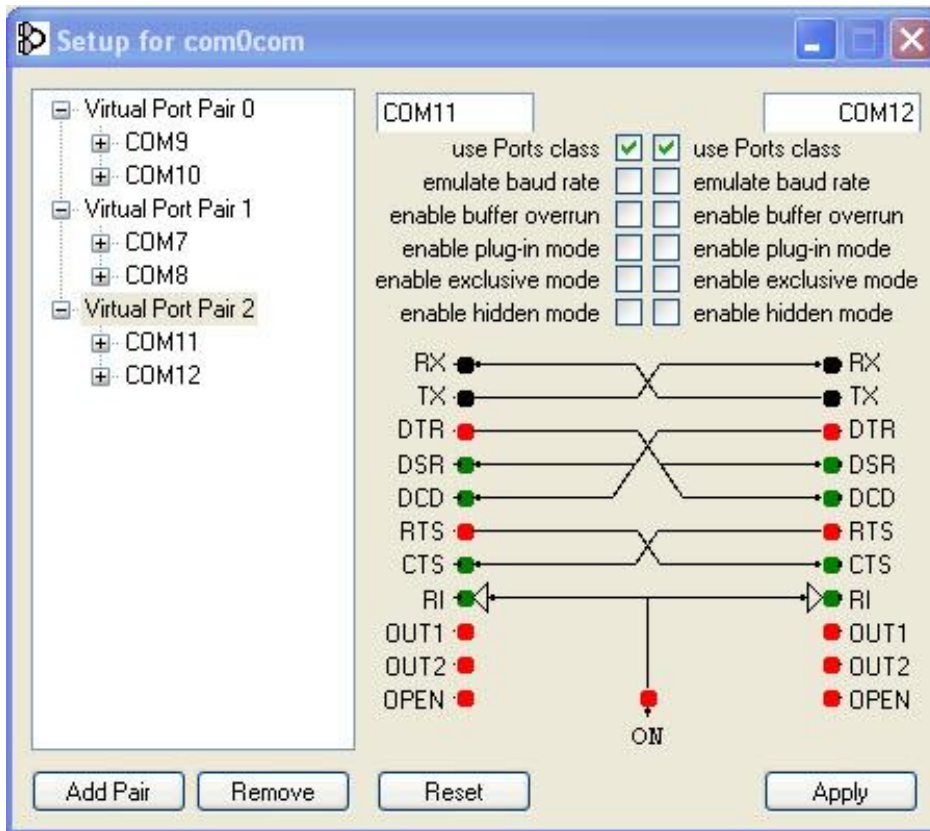 Setup for com0com
Virtual Port Pair 0
COM9
COM10
Virtual Port Pair 1
COM7
COM8
Virtual Port Pair 2
COM11
COM12
COM11 COM12
use Ports class use Ports class
emulate baud rate emulate baud rate
enable buffer overrun enable buffer overrun
enable plug-in mode enable plug-in mode
enable exclusive mode enable exclusive mode
enable hidden mode enable hidden mode
RX RX
TX TX
DTR DTR
DSR DSR
DCD DCD
RTS RTS
CTS CTS
RI RI
OUT1 OUT1
OUT2 OUT2
OPEN OPEN
ON
Add Pair Remove Reset Apply